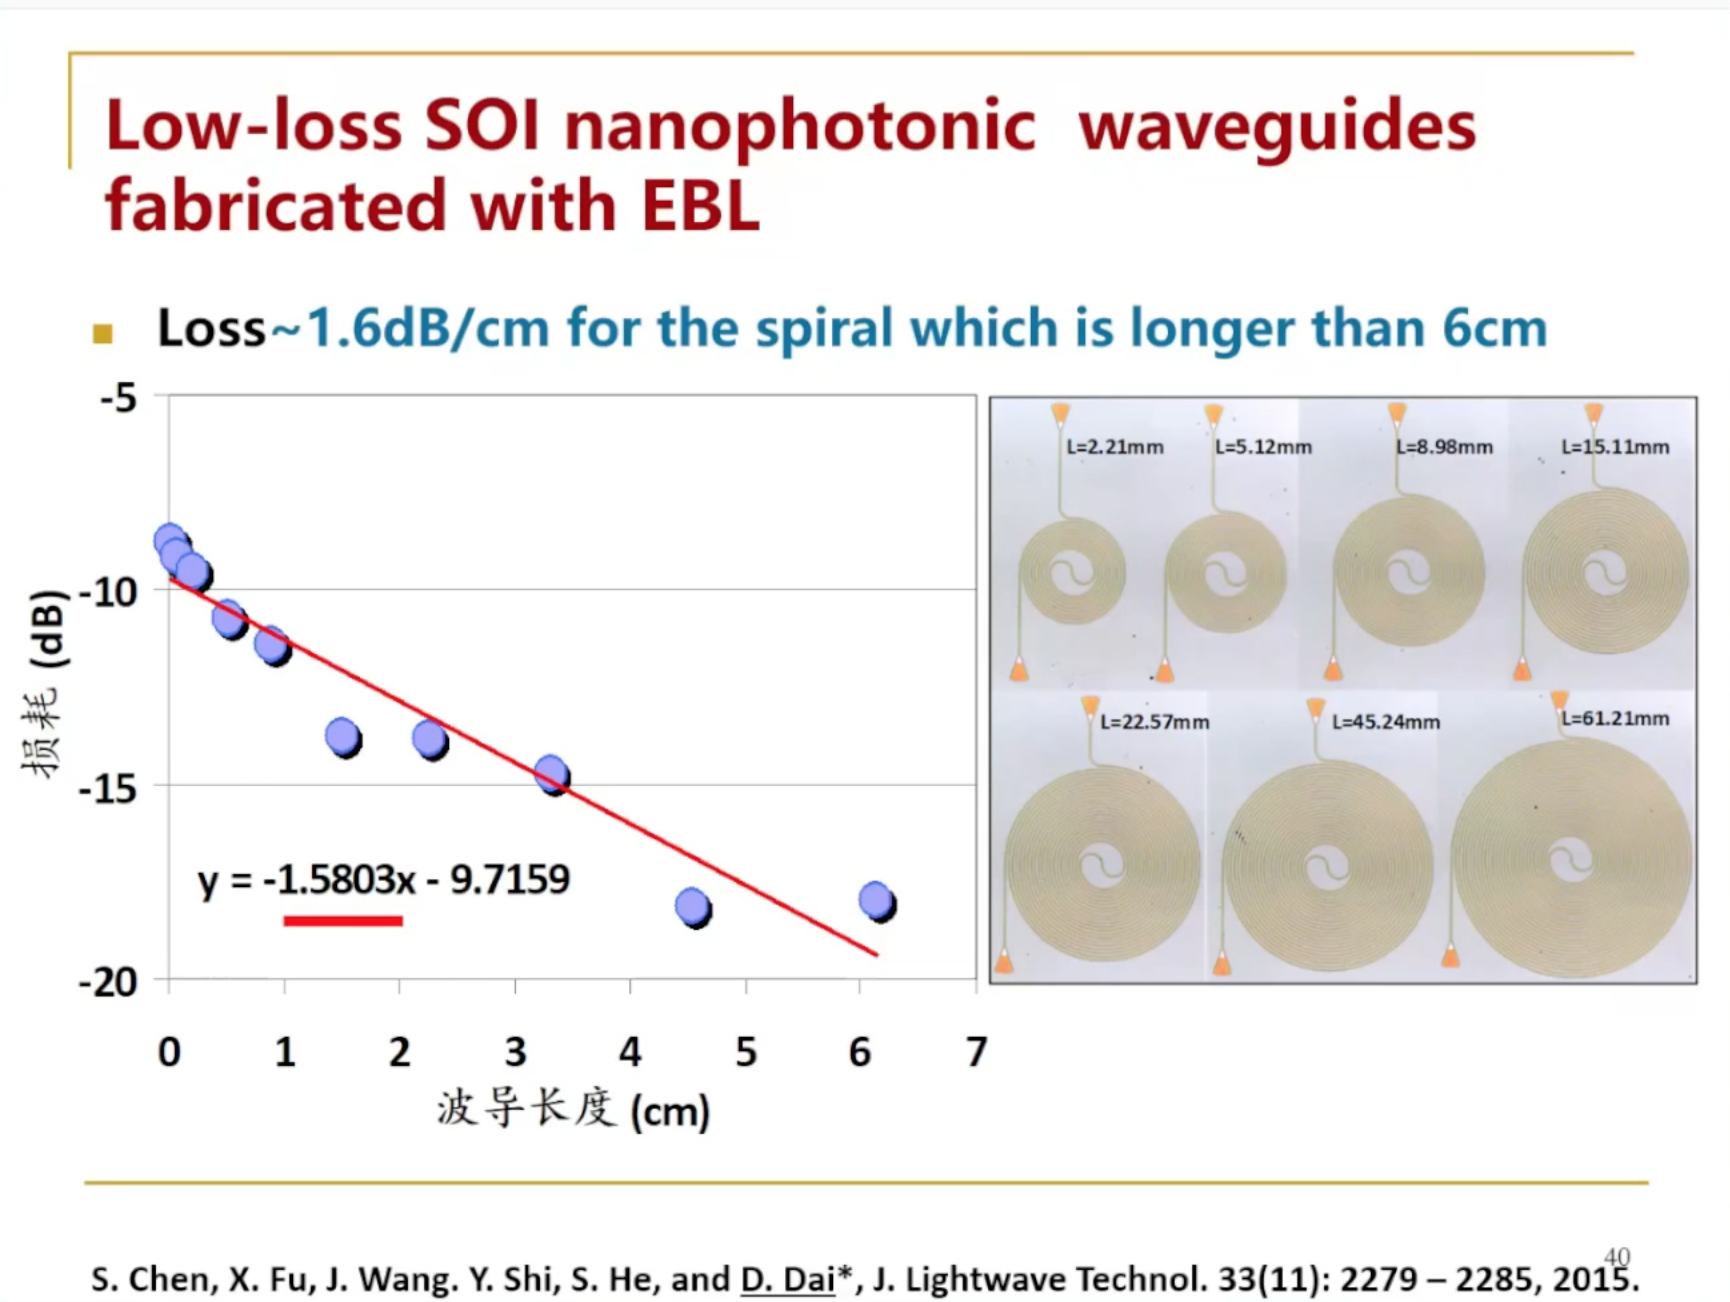 Low-loss SOI nanophotonic waveguides
fabricated with EBL
Loss~1.6dB/cm for the spiral which is longer than 6cm
-5
-10
-15
-20
损耗 (dB)
y = -1.5803x - 9.7159
0 1 2 3 4 5 6 7
波导长度 (cm)
L=2.21mm L=5.12mm L=8.98mm L=15.11mm
L=22.57mm L=45.24mm L=61.21mm
40
S. Chen, X. Fu, J. Wang. Y. Shi, S. He, and D. Dai*, J. Lightwave Technol. 33(11): 2279 – 2285, 2015.